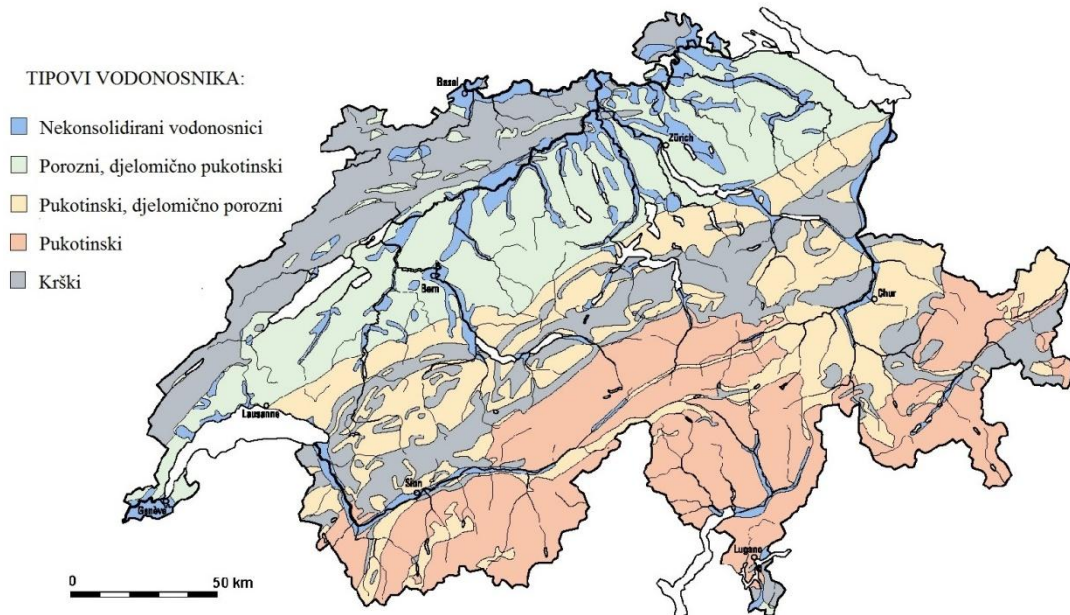 TIPOVI VODONOSNIKA:
Nekonsolidirani vodonosnici
Porozni, djelomično pukotinski
Pukotinski, djelomično porozni
Pukotinski
Krški
Basel
Zürich
Bern
Chur
Lausanne
Sion
Genève
Lugano
0 50 km